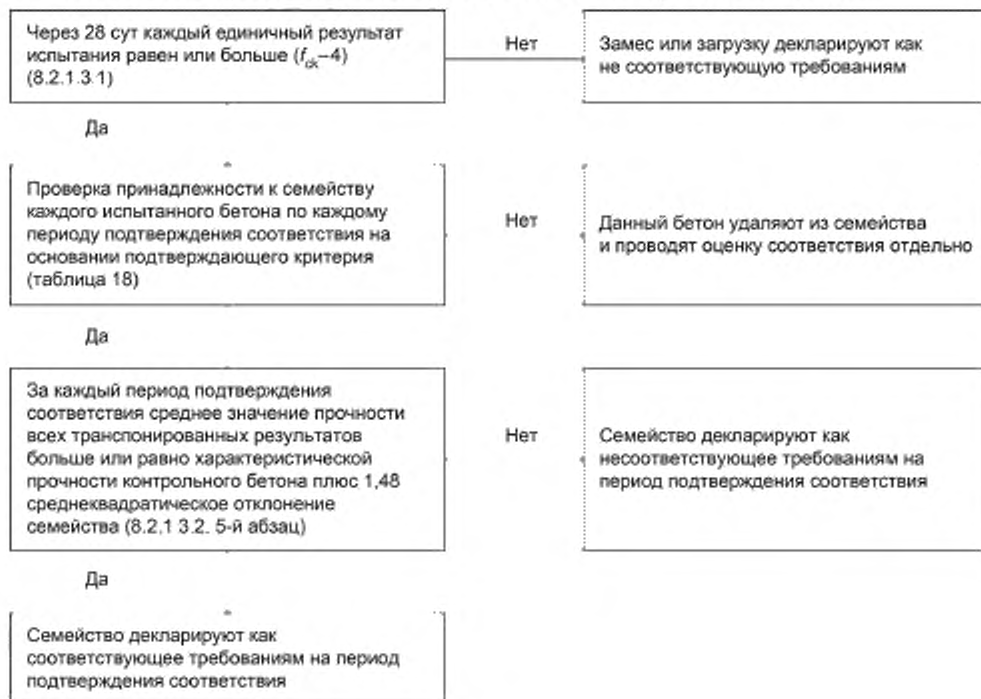 Через 28 сут каждый единичный результат
испытания равен или больше (fck–4)
(8.2.1.3.1)
Нет
Замес или загрузку декларируют как
не соответствующую требованиям
Да
Проверка принадлежности к семейству
каждого испытанного бетона по каждому
периоду подтверждения соответствия на
основании подтверждающего критерия
(таблица 18)
Нет
Данный бетон удаляют из семейства
и проводят оценку соответствия отдельно
Да
За каждый период подтверждения
соответствия среднее значение прочности
всех транспонированных результатов
больше или равно характеристической
прочности контрольного бетона плюс 1,48
среднеквадратическое отклонение
семейства (8.2.1 3.2. 5-й абзац)
Нет
Семейство декларируют как
несоответствующее требованиям на
период подтверждения соответствия
Да
Семейство декларируют как
соответствующее требованиям на период
подтверждения соответствия